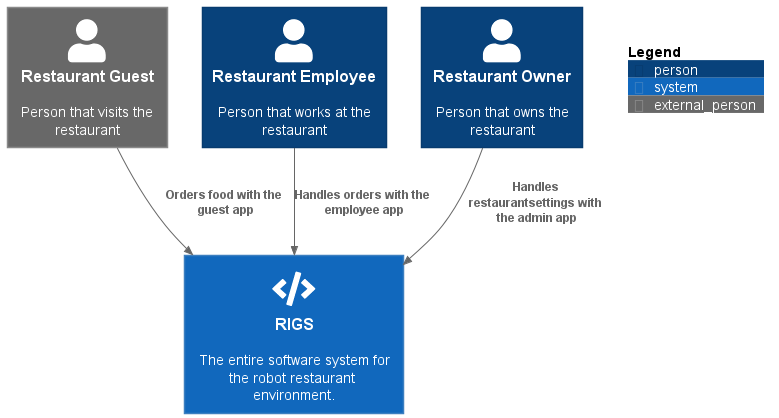 Restaurant Guest
Person that visits the
restaurant
Restaurant Employee
Person that works at the
restaurant
Restaurant Owner
Person that owns the
restaurant
Legend
person
system
external_person
Orders food with the
guest app
Handles orders with the
employee app
Handles
restaurantsettings with
the admin app
RIGS
The entire software system for
the robot restaurant
environment.